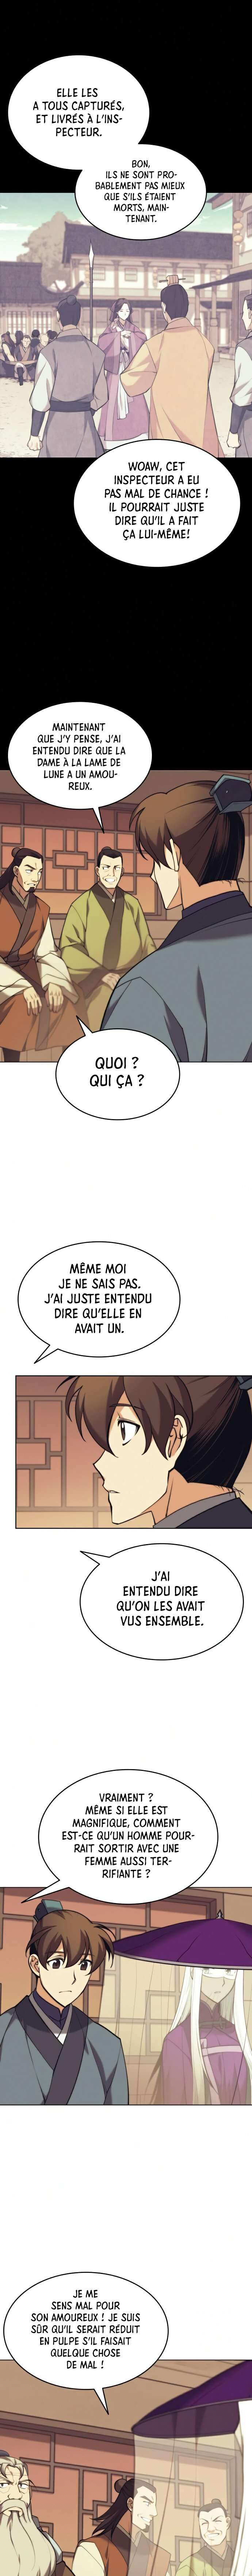 ELLE LES
A TOUS CAPTURÉS,
ET LIVRÉS À L'INS-
PECTEUR.
BON,
ILS NE SONT PRO-
BABLEMENT PAS MIEUX
QUE S'ILS ÉTAIENT
MORTS, MAIN-
TENANT.
WOAW, CET
INSPECTEUR A EU
PAS MAL DE CHANCE !
IL POURRAIT JUSTE
DIRE QU'IL A FAIT
ÇA LUI-MÊME!
MAINTENANT
QUE J'Y PENSE, J'AI
ENTENDU DIRE QUE LA
DAME À LA LAME DE
LUNE A UN AMOU-
REUX.
QUOI ?
QUI ÇA ?
MÊME MOI
JE NE SAIS PAS.
J'AI JUSTE ENTENDU
DIRE QU'ELLE EN
AVAIT UN.
J'AI
ENTENDU DIRE
QU'ON LES AVAIT
VUS ENSEMBLE.
VRAIMENT ?
MÊME SI ELLE EST
MAGNIFIQUE, COMMENT
EST-CE QU'UN HOMME POUR-
RAIT SORTIR AVEC UNE
FEMME AUSSI TER-
RIFIANTE ?
JE ME
SENS MAL POUR
SON AMOUREUX ! JE SUIS
SÛR QU'IL SERAIT RÉDUIT
EN PULPE S'IL FAISAIT
QUELQUE CHOSE
DE MAL !